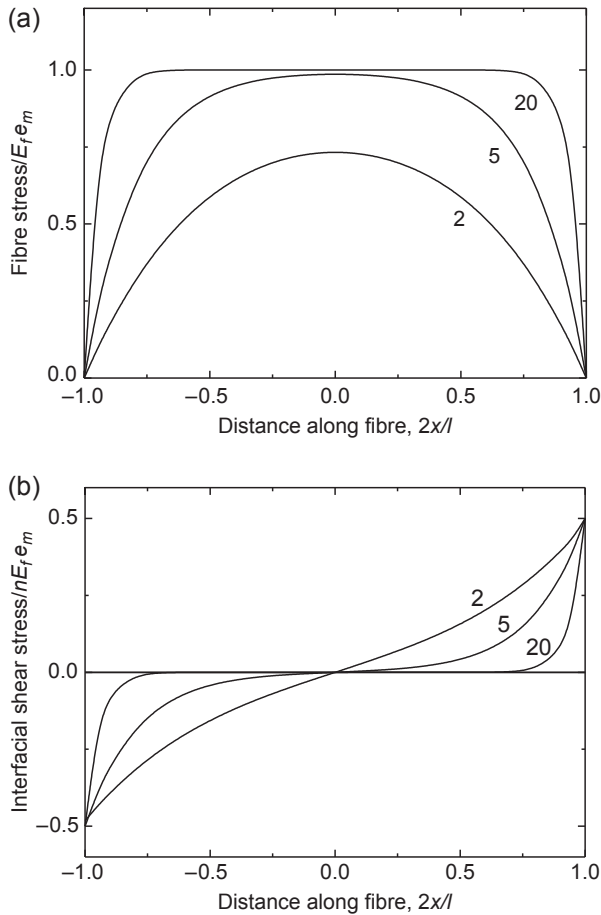 (a)
Fibre stress/E_f e_m
1.0
0.5
0.0
20
5
2
–1.0 –0.5 0.0 0.5 1.0
Distance along fibre, 2x/l
(b)
Interfacial shear stress/nE_f e_m
0.5
0.0
–0.5
2
5
20
–1.0 –0.5 0.0 0.5 1.0
Distance along fibre, 2x/l